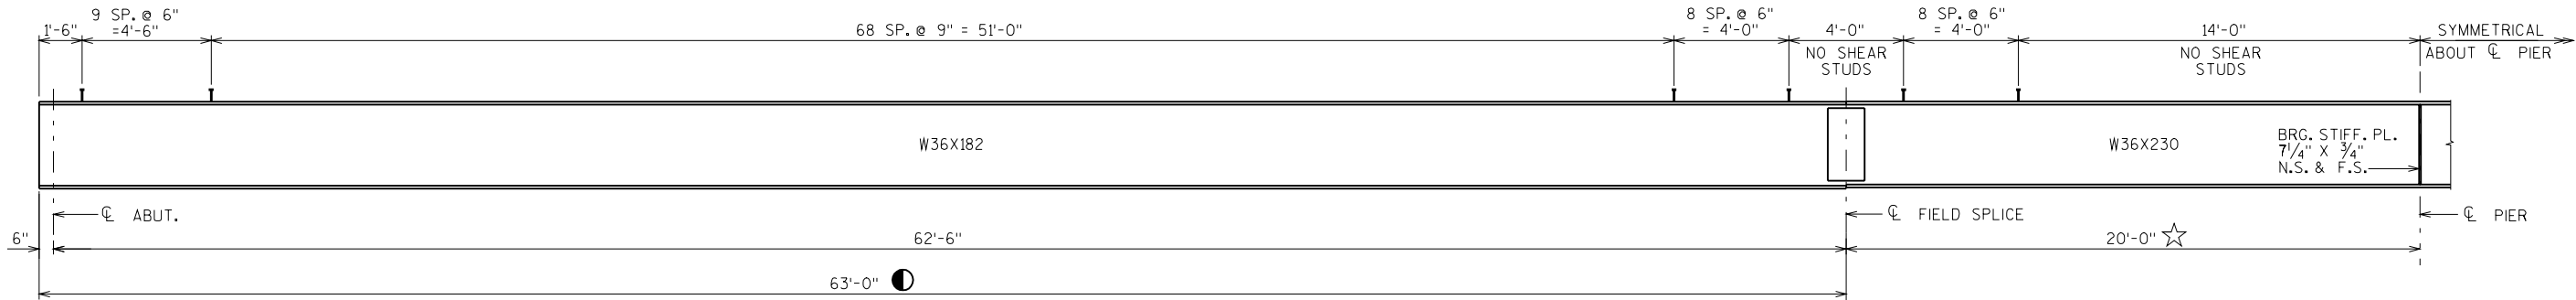 9 SP. @ 6"
1'-6"
=4'-6"
68 SP. @ 9" = 51'-0"
8 SP. @ 6"
= 4'-0"
4'-0"
NO SHEAR
STUDS
8 SP. @ 6"
= 4'-0"
14'-0"
NO SHEAR
STUDS
SYMMETRICAL
ABOUT ℄ PIER
W36X182
W36X230
BRG. STIFF. PL.
7 1/4" X 3/4"
N.S. & F.S.
℄ ABUT.
℄ FIELD SPLICE
℄ PIER
6"
62'-6"
20'-0"
63'-0"